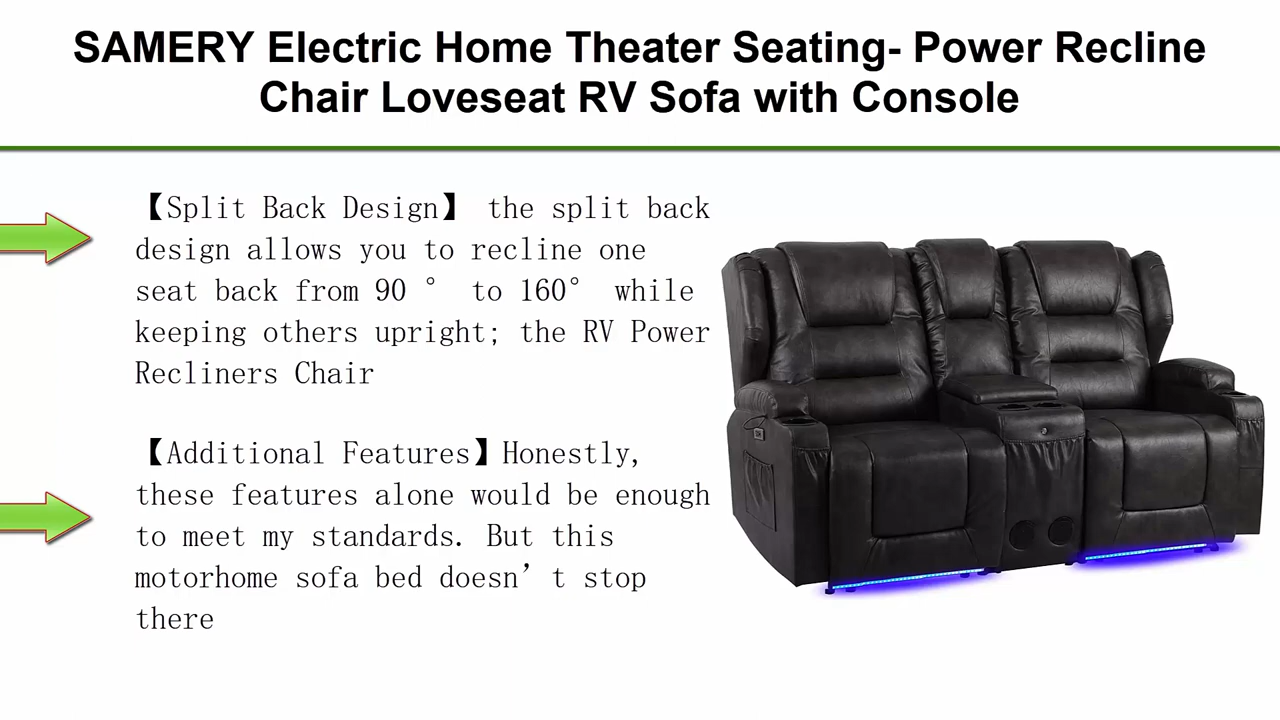 SAMERY Electric Home Theater Seating- Power Recline
Chair Loveseat RV Sofa with Console
【Split Back Design】 the split back
design allows you to recline one
seat back from 90 ° to 160° while
keeping others upright; the RV Power
Recliners Chair
【Additional Features】Honestly,
these features alone would be enough
to meet my standards. But this
motorhome sofa bed doesn’t stop
there